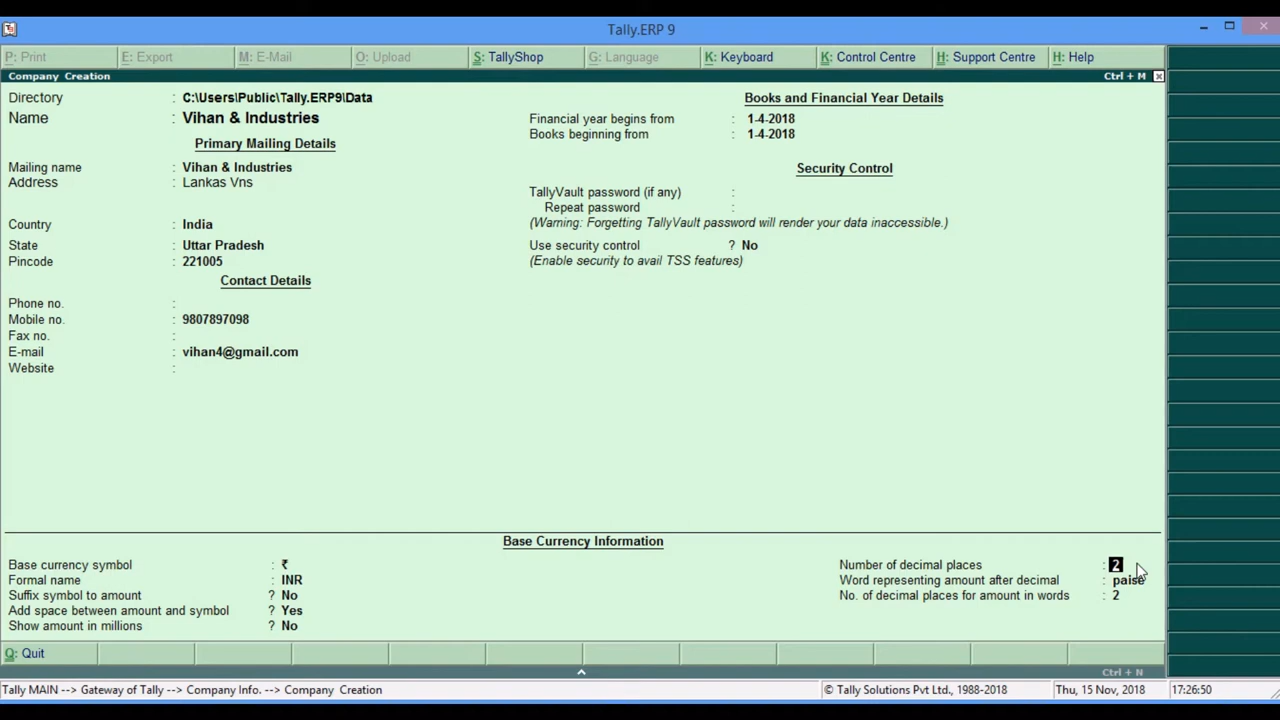 Tally.ERP 9
P: Print E: Export M: E-Mail O: Upload S: TallyShop G: Language K: Keyboard K: Control Centre H: Support Centre H: Help
Company Creation Ctrl + M
Directory : C:\Users\Public\Tally.ERP9\Data
Name : Vihan & Industries
Primary Mailing Details
Mailing name : Vihan & Industries
Address : Lankas Vns
Country : India
State : Uttar Pradesh
Pincode : 221005
Contact Details
Phone no. :
Mobile no. : 9807897098
Fax no. :
E-mail : vihan4@gmail.com
Website :
Books and Financial Year Details
Financial year begins from : 1-4-2018
Books beginning from : 1-4-2018
Security Control
TallyVault password (if any) :
Repeat password :
(Warning: Forgetting TallyVault password will render your data inaccessible.)
Use security control ? No
(Enable security to avail TSS features)
Base Currency Information
Base currency symbol : ₹
Formal name : INR
Suffix symbol to amount ? No
Add space between amount and symbol ? Yes
Show amount in millions ? No
Number of decimal places : 2
Word representing amount after decimal : paise
No. of decimal places for amount in words : 2
Q: Quit
Ctrl + N
Tally MAIN --> Gateway of Tally --> Company Info. --> Company Creation © Tally Solutions Pvt Ltd., 1988-2018 Thu, 15 Nov, 2018 17:26:50